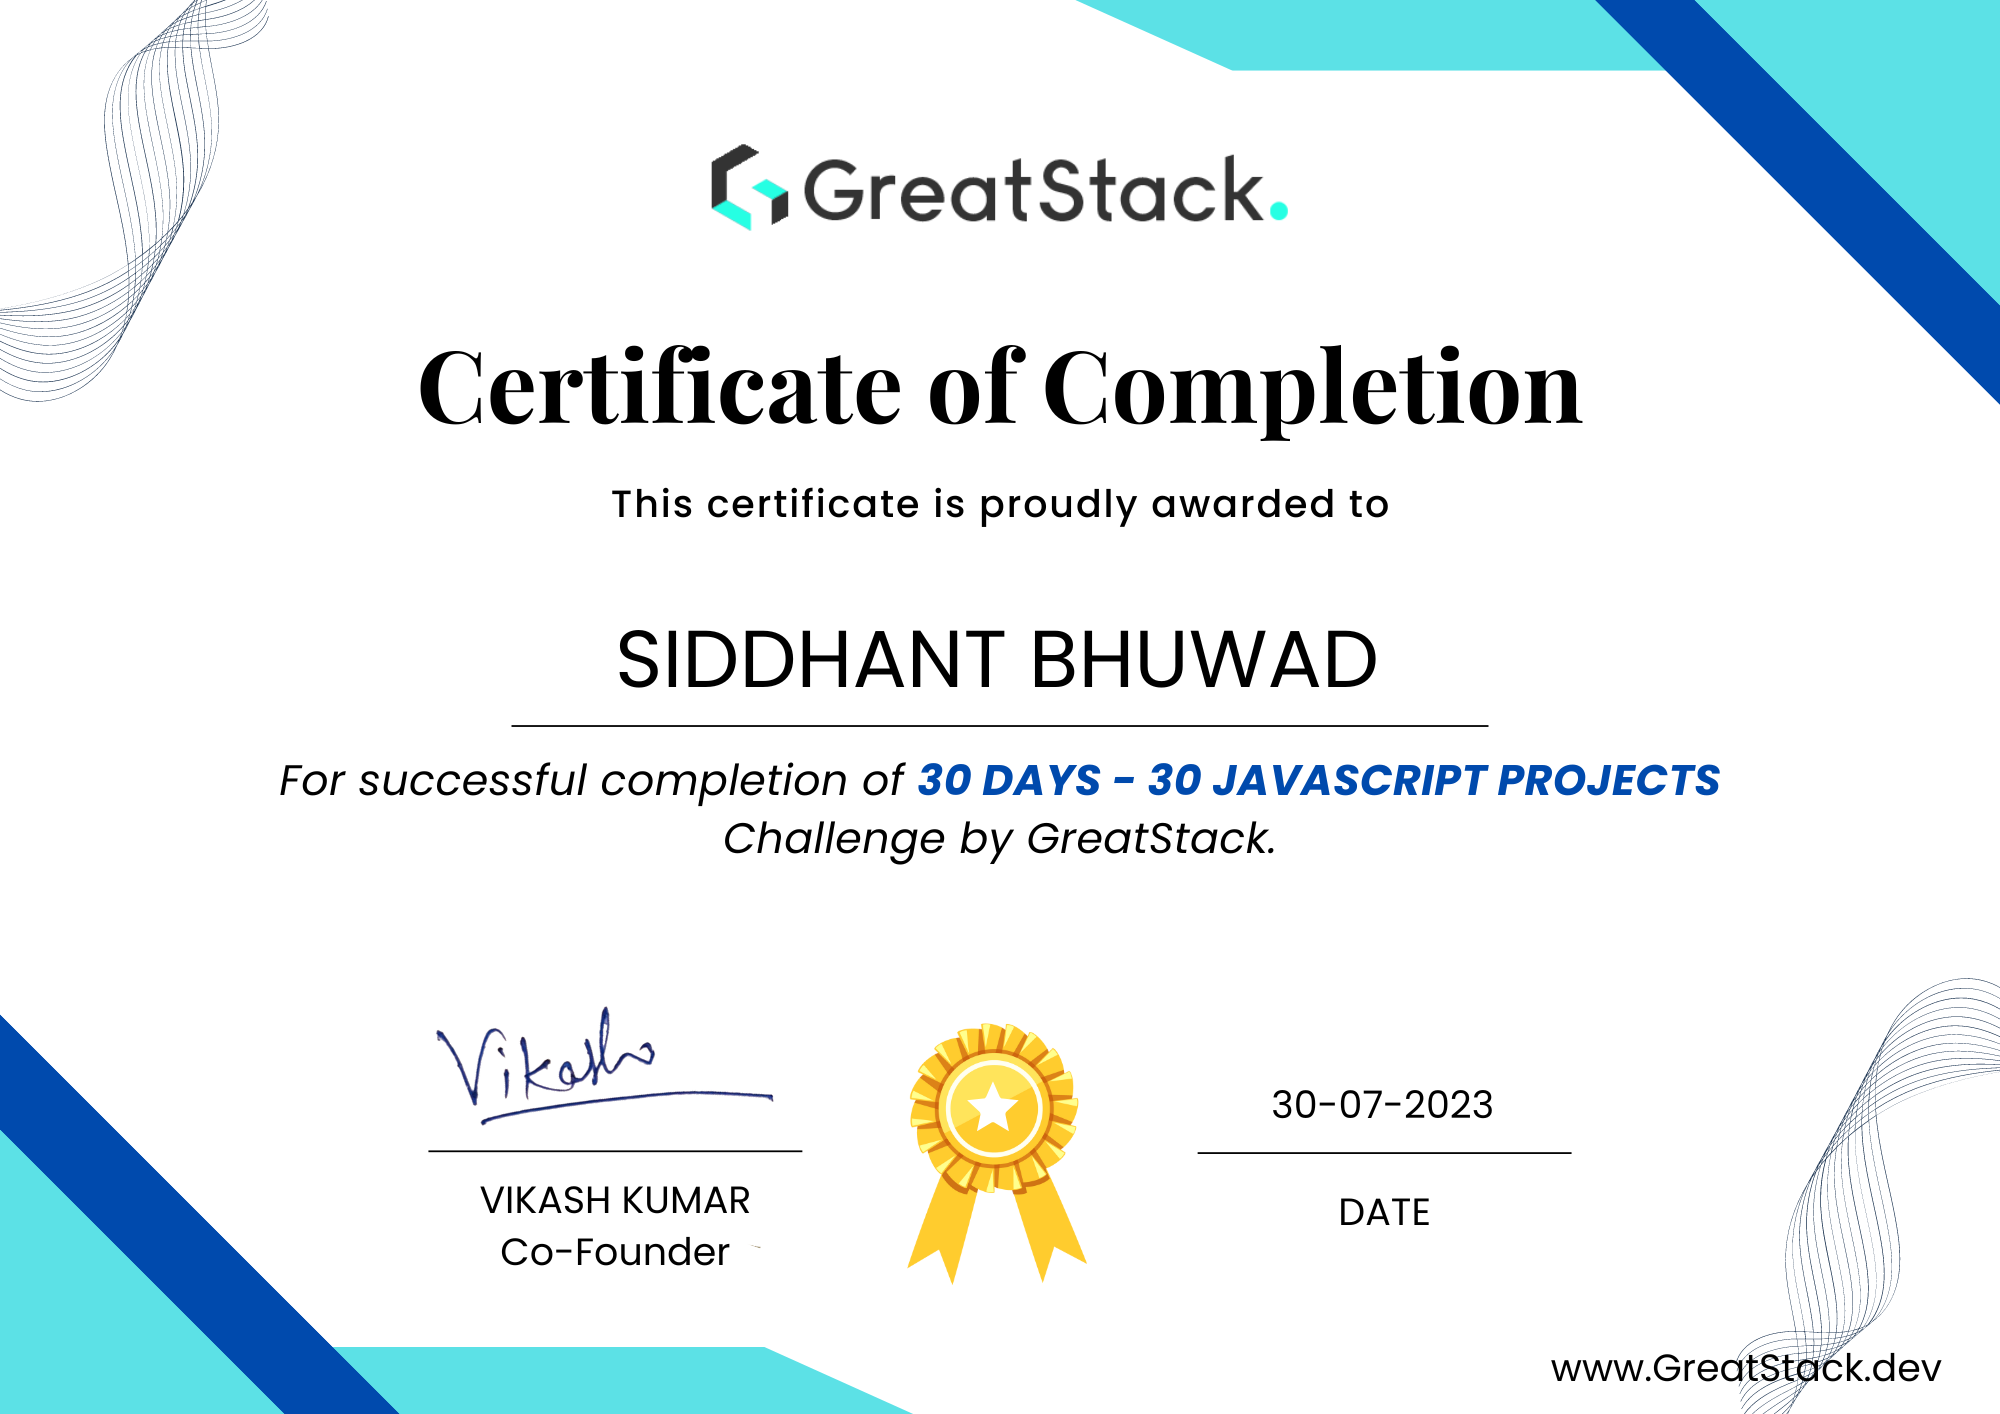 GreatStack.
Certificate of Completion
This certificate is proudly awarded to
SIDDHANT BHUWAD
For successful completion of 30 DAYS - 30 JAVASCRIPT PROJECTS
Challenge by GreatStack.
Vikash
30-07-2023
VIKASH KUMAR
DATE
Co-Founder
www.GreatStack.dev